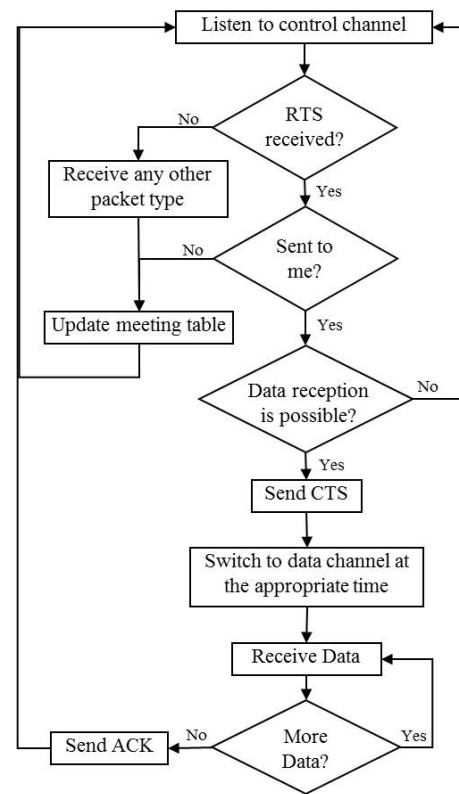 Listen to control channel
RTS
received?
No
Yes
Receive any other
packet type
Sent to
me?
No
Yes
Update meeting table
Data reception
is possible?
No
Yes
Send CTS
Switch to data channel at
the appropriate time
Receive Data
More
Data?
No
Yes
Send ACK